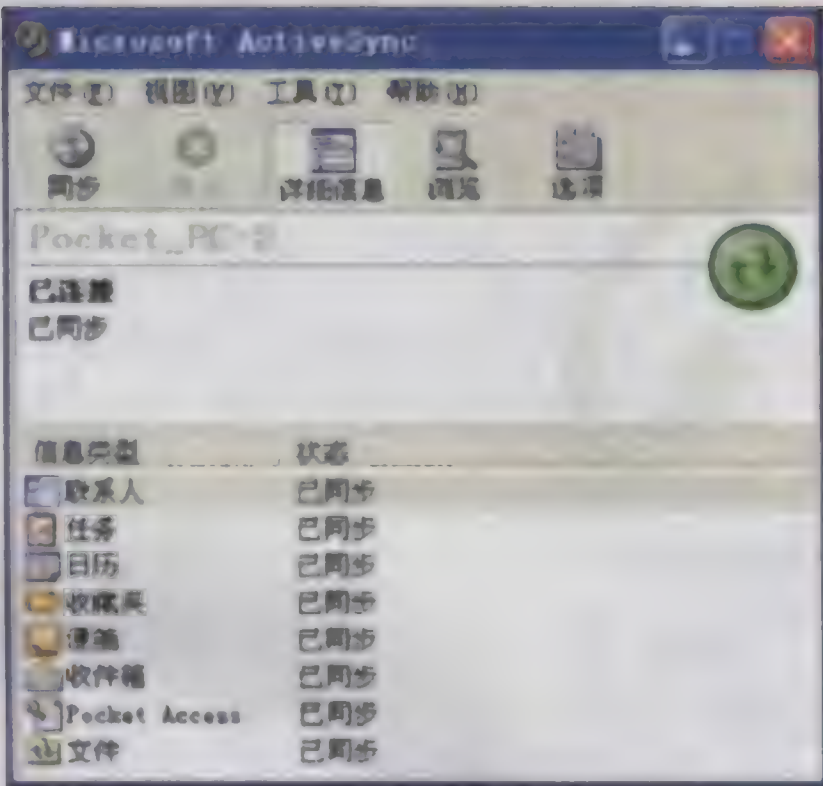 Microsoft ActiveSync
文件(F) 视图(V) 工具(T) 帮助(H)
同步 详细信息 浏览 选项
Pocket_PC
已连接
已同步
信息类型 状态
联系人 已同步
任务 已同步
日历 已同步
收藏夹 已同步
便笺 已同步
收件箱 已同步
Pocket Access 已同步
文件 已同步